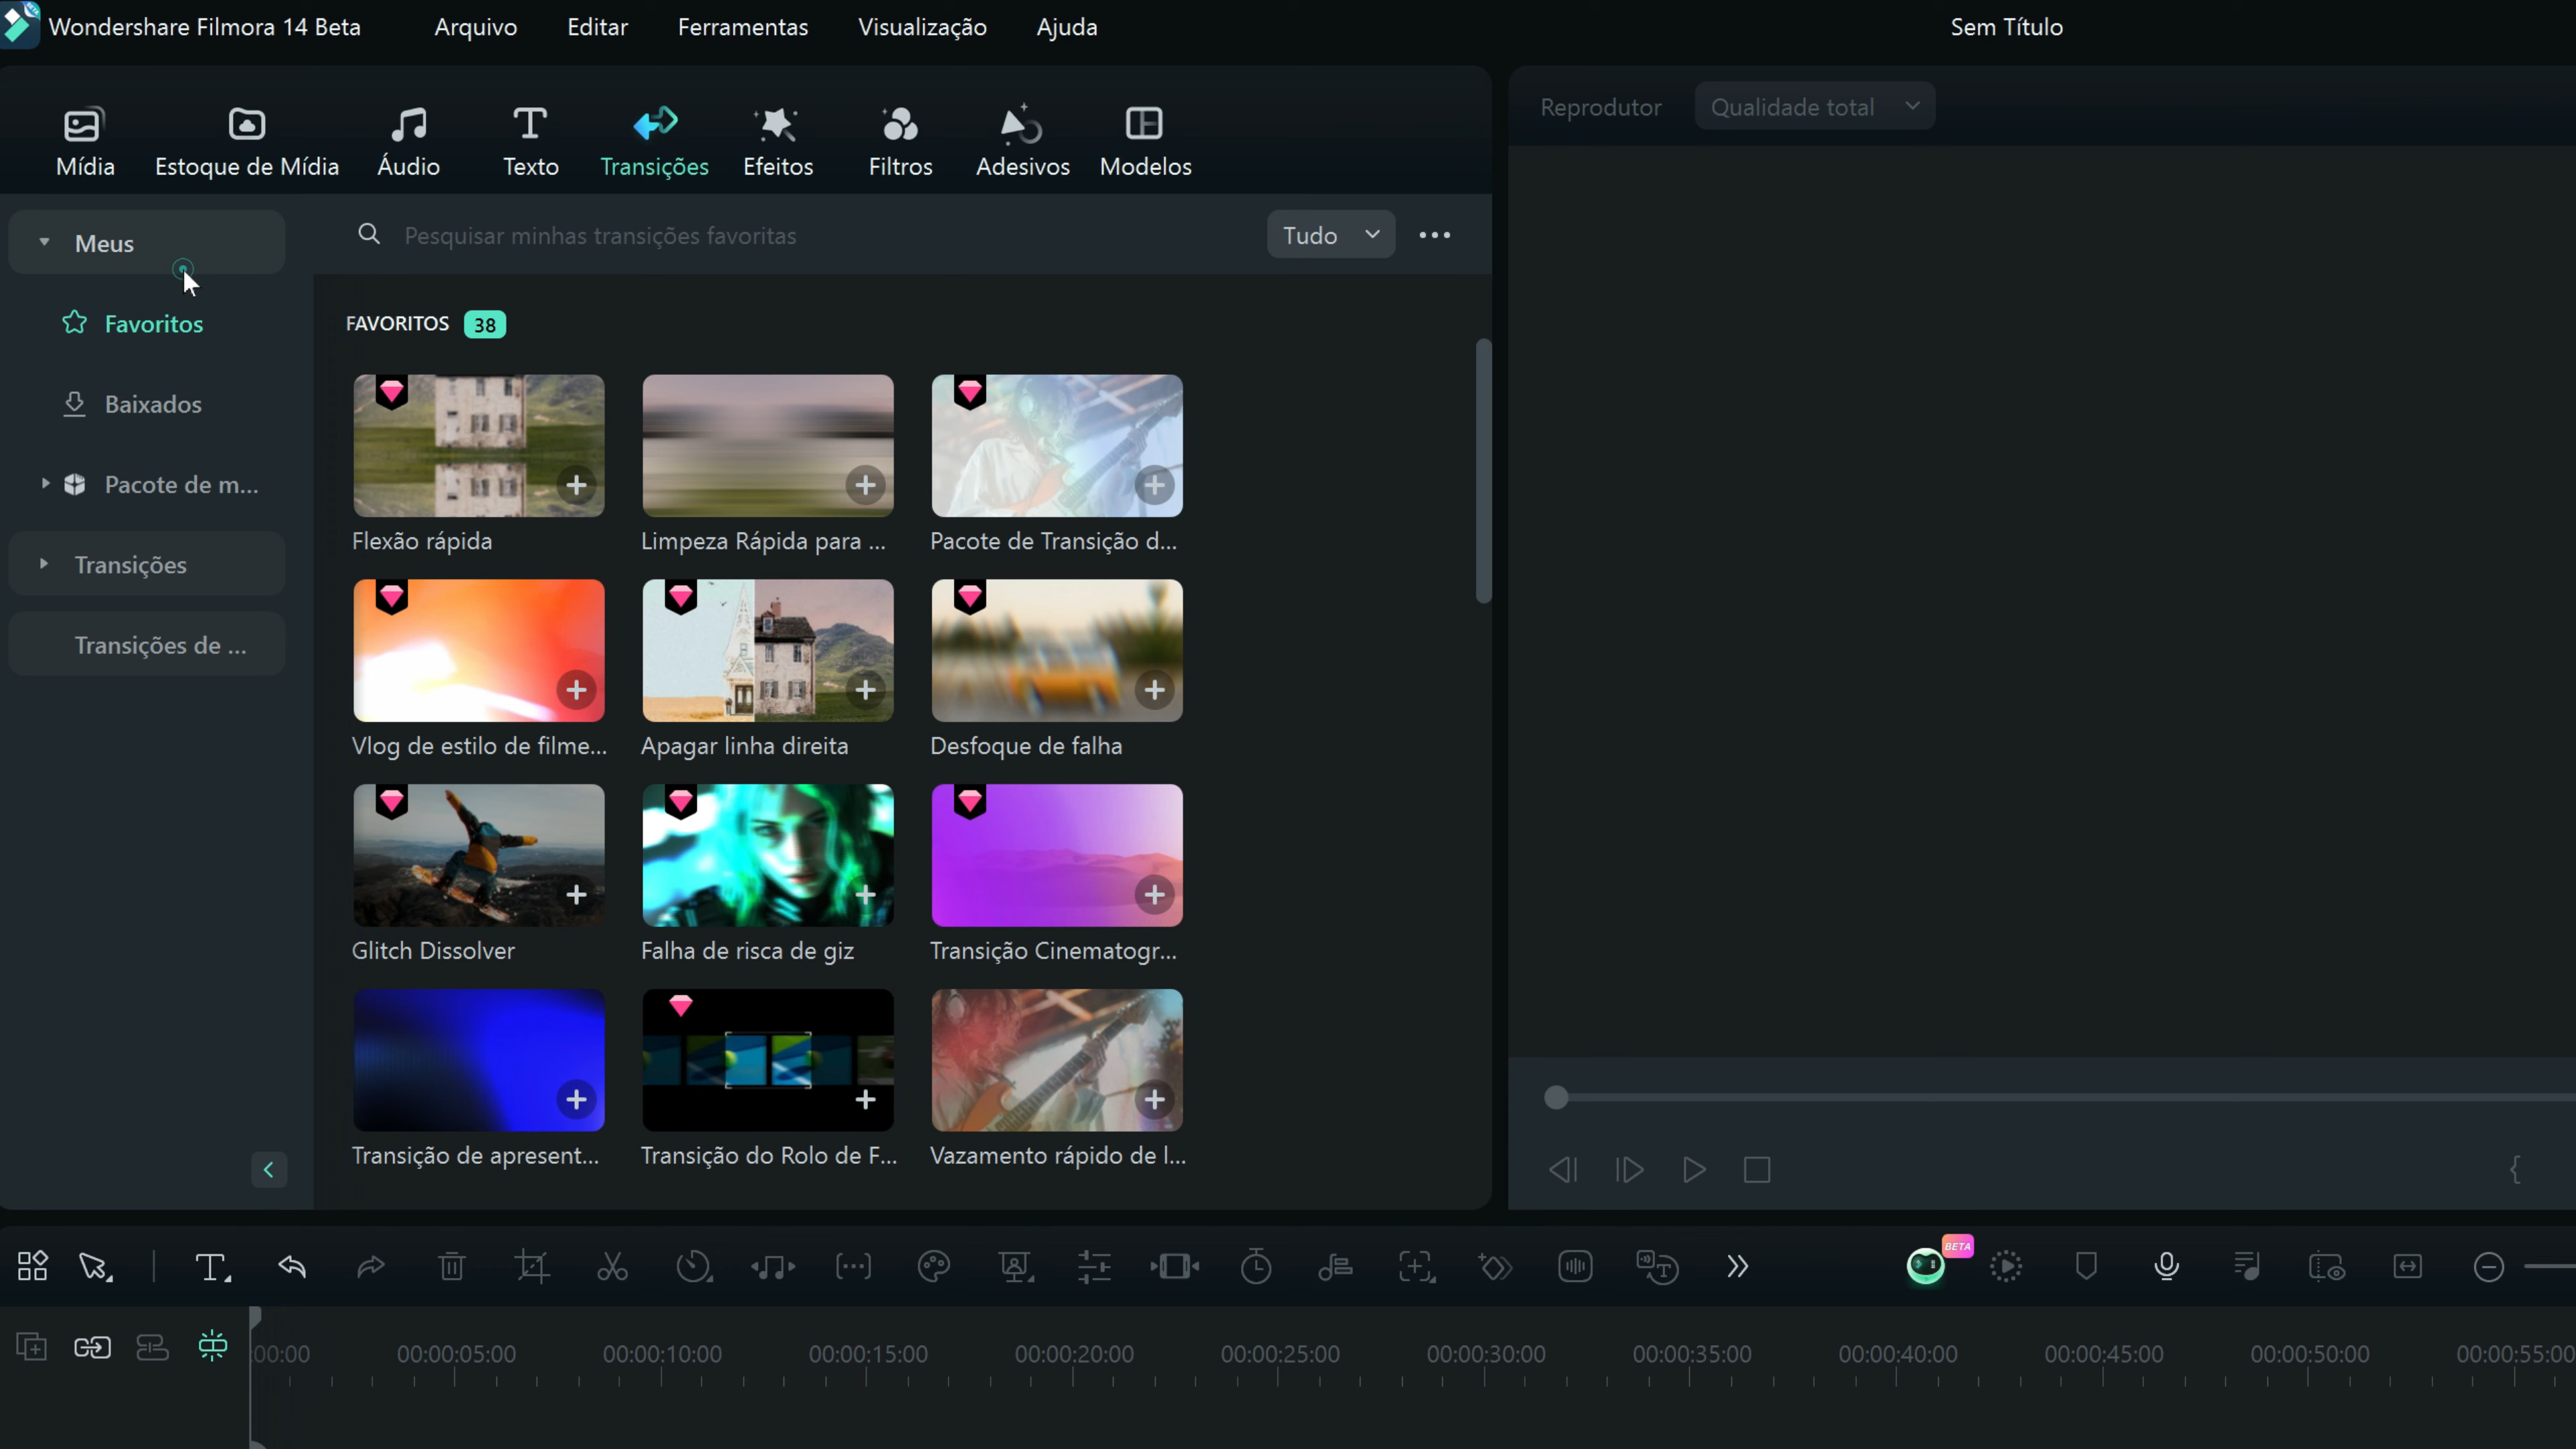 Wondershare Filmora 14 Beta
Arquivo
Editar
Ferramentas
Visualização
Ajuda
Sem Título
Mídia
Estoque de Mídia
Áudio
Texto
Transições
Efeitos
Filtros
Adesivos
Modelos
Reprodutor
Qualidade total
Meus
Favoritos
Baixados
Pacote de m...
Transições
Transições de ...
Pesquisar minhas transições favoritas
Tudo
FAVORITOS 38
Flexão rápida
Limpeza Rápida para ...
Pacote de Transição d...
Vlog de estilo de filme...
Apagar linha direita
Desfoque de falha
Glitch Dissolver
Falha de risca de giz
Transição Cinematogr...
Transição de apresent...
Transição do Rolo de F...
Vazamento rápido de l...
BETA
:00:00
00:00:05:00
00:00:10:00
00:00:15:00
00:00:20:00
00:00:25:00
00:00:30:00
00:00:35:00
00:00:40:00
00:00:45:00
00:00:50:00
00:00:55:00